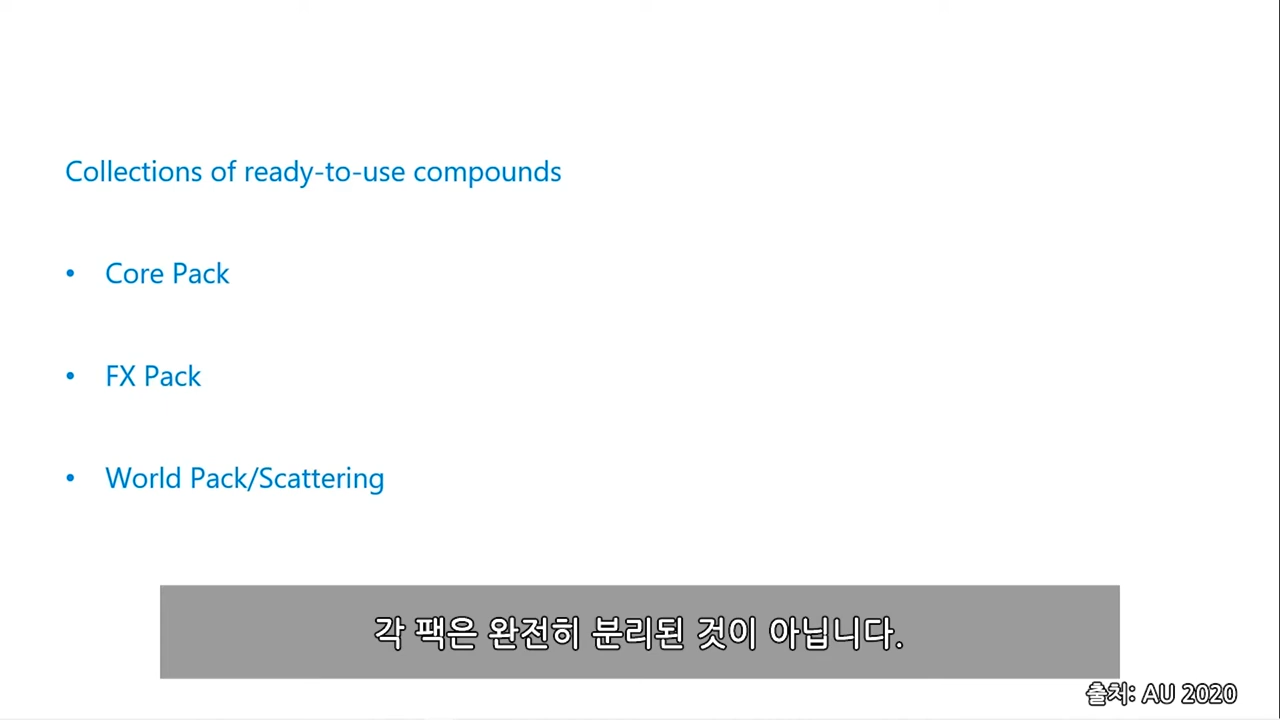 Collections of ready-to-use compounds
• Core Pack
• FX Pack
• World Pack/Scattering
각 팩은 완전히 분리된 것이 아닙니다.
출처: AU 2020